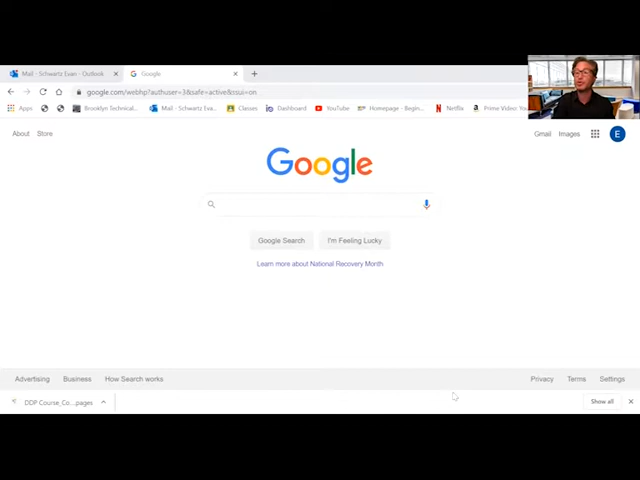 Mail - Schwartz Evan - Outlook
Google
google.com/webhp?authuser=3&safe=active&ssui=on
Apps
Brooklyn Technical...
Mail - Schwartz Eva...
Classes
Dashboard
YouTube
Homepage - Begin...
Netflix
Prime Video: Yo
About
Store
Gmail
Images
E
Google
Google Search
I'm Feeling Lucky
Learn more about National Recovery Month
Advertising
Business
How Search works
Privacy
Terms
Settings
DDP Course_Co....pages
Show all